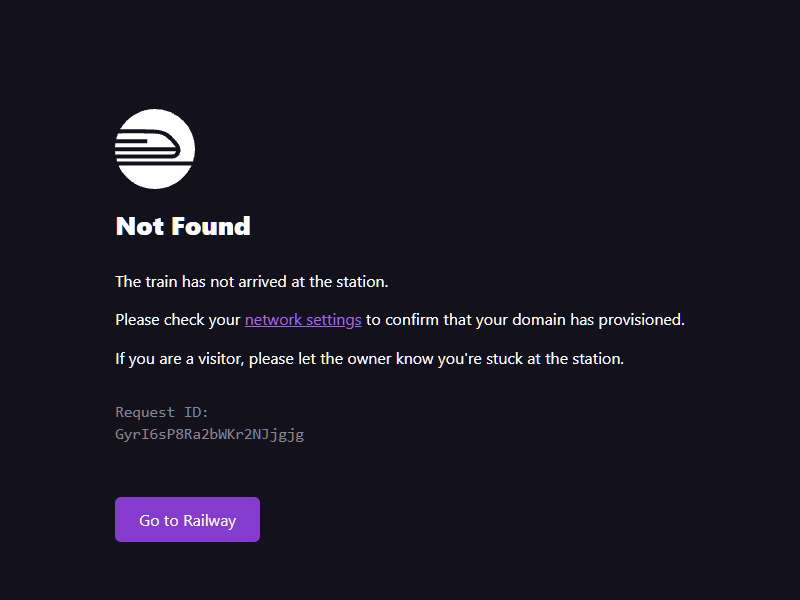 Not Found
The train has not arrived at the station.
Please check your network settings to confirm that your domain has provisioned.
If you are a visitor, please let the owner know you're stuck at the station.
Request ID:
GyrI6sP8Ra2bWKr2NJjgjg
Go to Railway